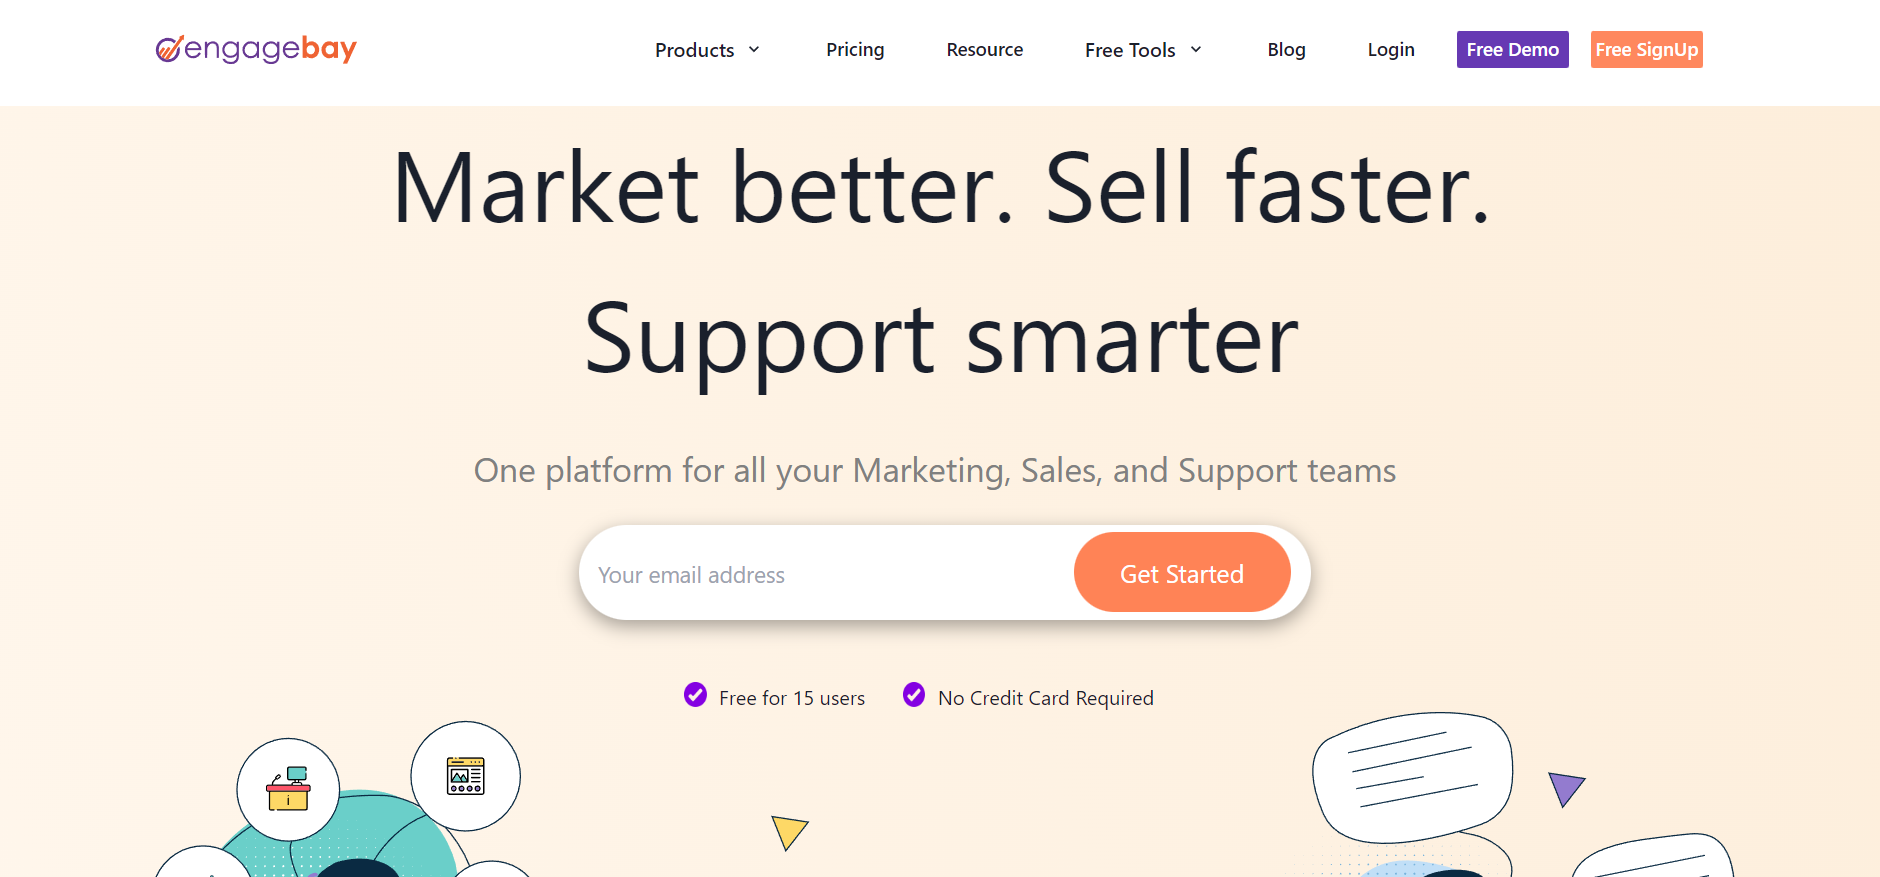 engagebay
Products Pricing Resource Free Tools Blog Login Free Demo Free SignUp
Market better. Sell faster.
Support smarter
One platform for all your Marketing, Sales, and Support teams
Your email address Get Started
Free for 15 users No Credit Card Required
i